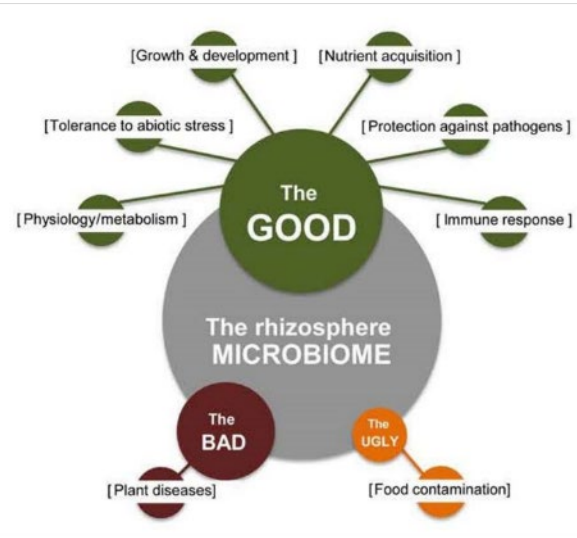 [Growth & development ]
[Nutrient acquisition ]
[Tolerance to abiotic stress ]
[Protection against pathogens ]
[Physiology/metabolism ]
[ Immune response ]
The
GOOD
The rhizosphere
MICROBIOME
The
BAD
The
UGLY
[Plant diseases]
[Food contamination]